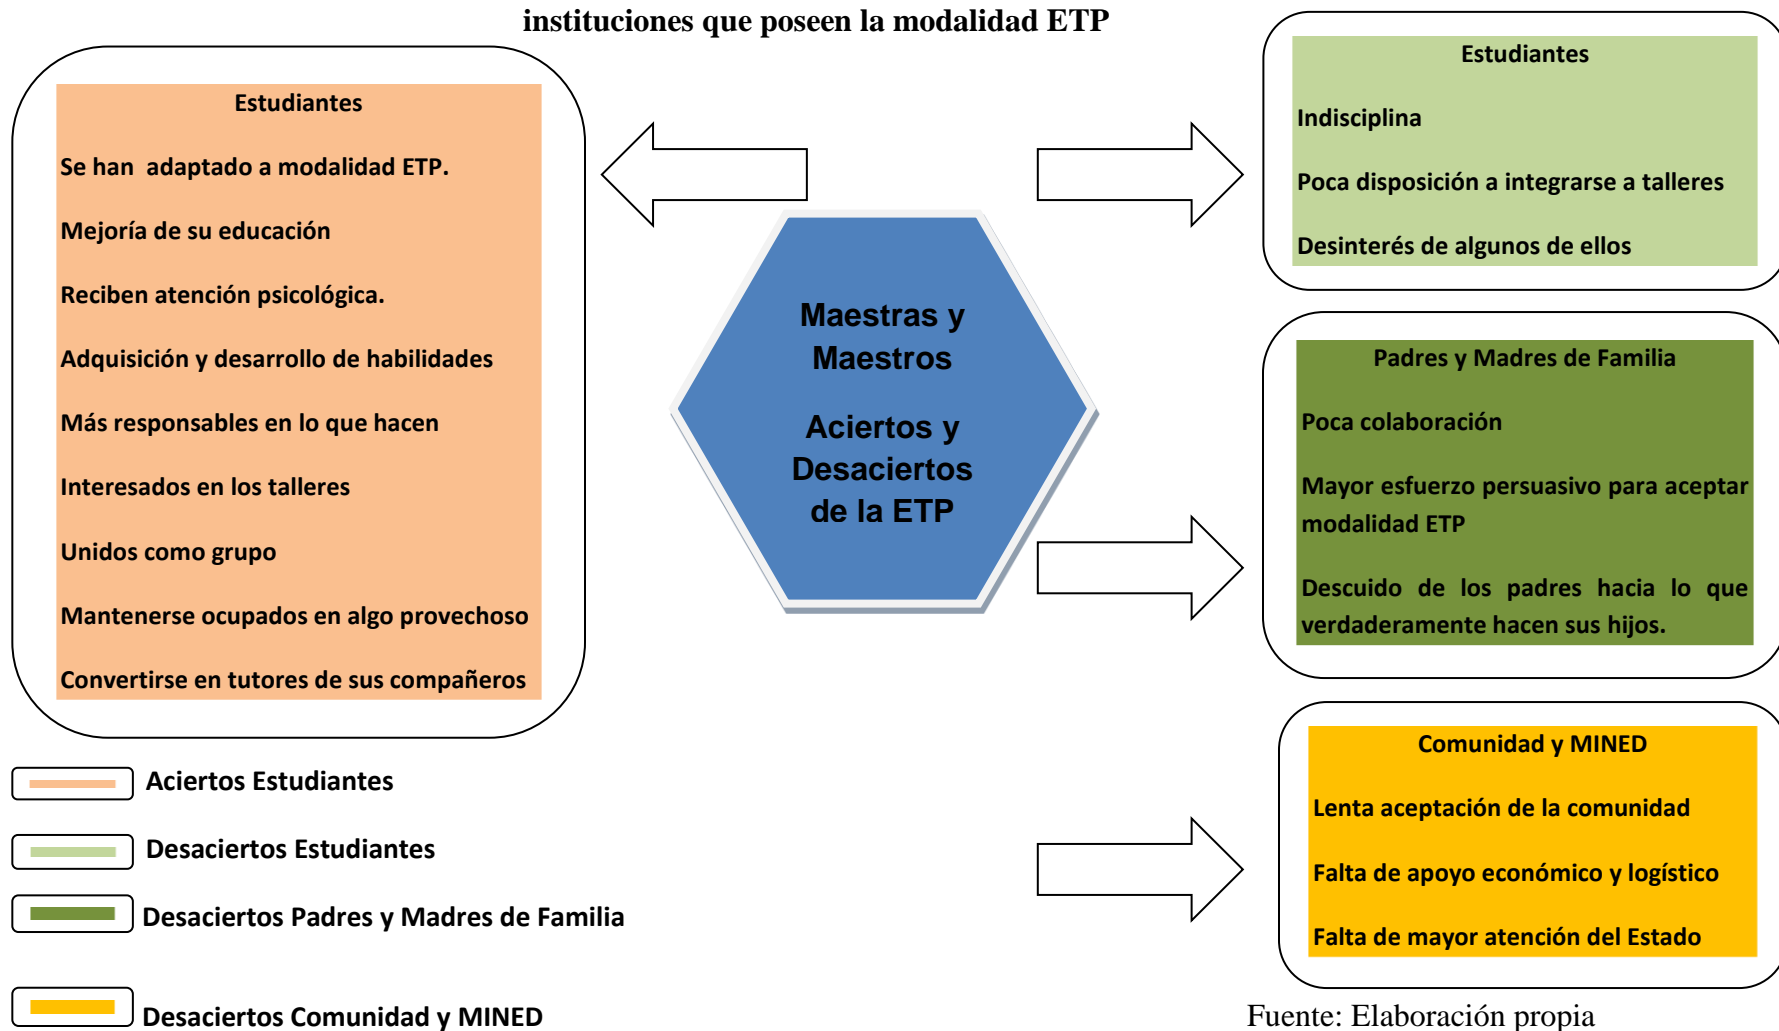 instituciones que poseen la modalidad ETP
Estudiantes
Se han  adaptado a modalidad ETP.
Mejoría de su educación
Reciben atención psicológica.
Adquisición y desarrollo de habilidades
Más responsables en lo que hacen
Interesados en los talleres
Unidos como grupo
Mantenerse ocupados en algo provechoso
Convertirse en tutores de sus compañeros
Maestras y
Maestros
Aciertos y
Desaciertos
de la ETP
Estudiantes
Indisciplina
Poca disposición a integrarse a talleres
Desinterés de algunos de ellos
Padres y Madres de Familia
Poca colaboración
Mayor esfuerzo persuasivo para aceptar
modalidad ETP
Descuido de los padres hacia lo que
verdaderamente hacen sus hijos.
Comunidad y MINED
Lenta aceptación de la comunidad
Falta de apoyo económico y logístico
Falta de mayor atención del Estado
Aciertos Estudiantes
Desaciertos Estudiantes
Desaciertos Padres y Madres de Familia
Desaciertos Comunidad y MINED
Fuente: Elaboración propia